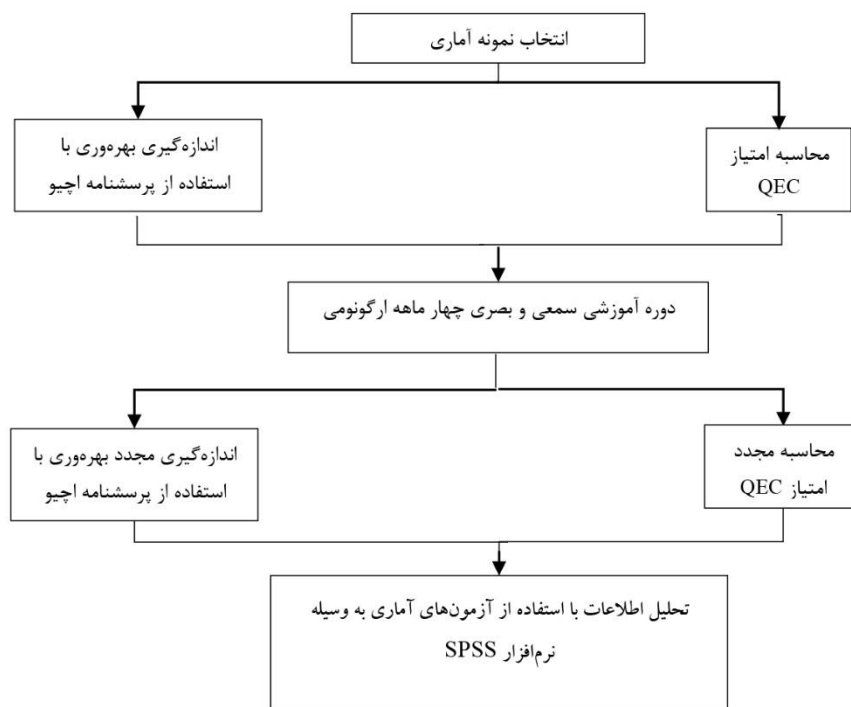 انتخاب نمونه آماری
محاسبه امتیاز
QEC
اندازه‌گیری بهره‌وری با
استفاده از پرسشنامه اچیو
دوره آموزشی سمعی و بصری چهار ماهه ارگونومی
محاسبه مجدد
امتیاز QEC
اندازه‌گیری مجدد بهره‌وری با
استفاده از پرسشنامه اچیو
تحلیل اطلاعات با استفاده از آزمون‌های آماری به وسیله
نرم‌افزار SPSS